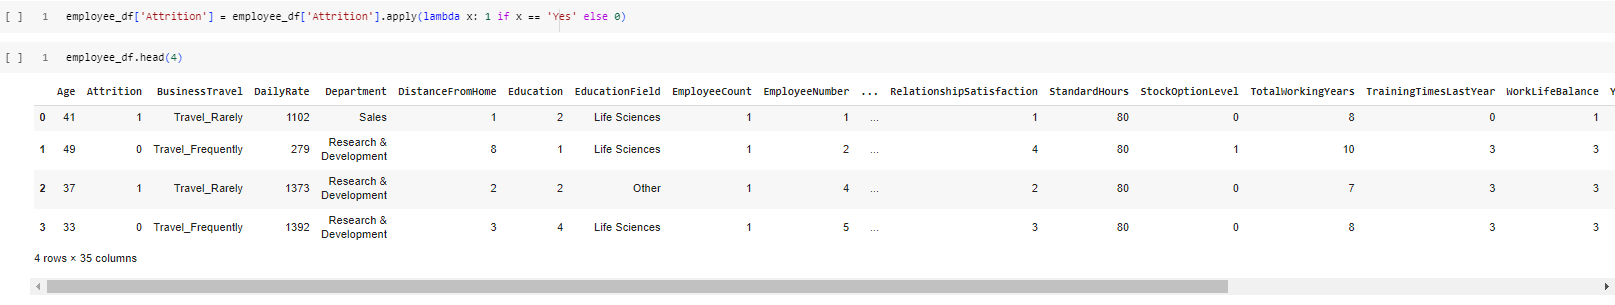 [ ] 1 employee_df['Attrition'] = employee_df['Attrition'].apply(lambda x: 1 if x == 'Yes' else 0)
[ ] 1 employee_df.head(4)
Age Attrition BusinessTravel DailyRate Department DistanceFromHome Education EducationField EmployeeCount EmployeeNumber ... RelationshipSatisfaction StandardHours StockOptionLevel TotalWorkingYears TrainingTimesLastYear WorkLifeBalance Y
0 41 1 Travel_Rarely 1102 Sales 1 2 Life Sciences 1 1 ... 1 80 0 8 0 1
1 49 0 Travel_Frequently 279 Research & Development 8 1 Life Sciences 1 2 ... 4 80 1 10 3 3
2 37 1 Travel_Rarely 1373 Research & Development 2 2 Other 1 4 ... 2 80 0 7 3 3
3 33 0 Travel_Frequently 1392 Research & Development 3 4 Life Sciences 1 5 ... 3 80 0 8 3 3
4 rows × 35 columns